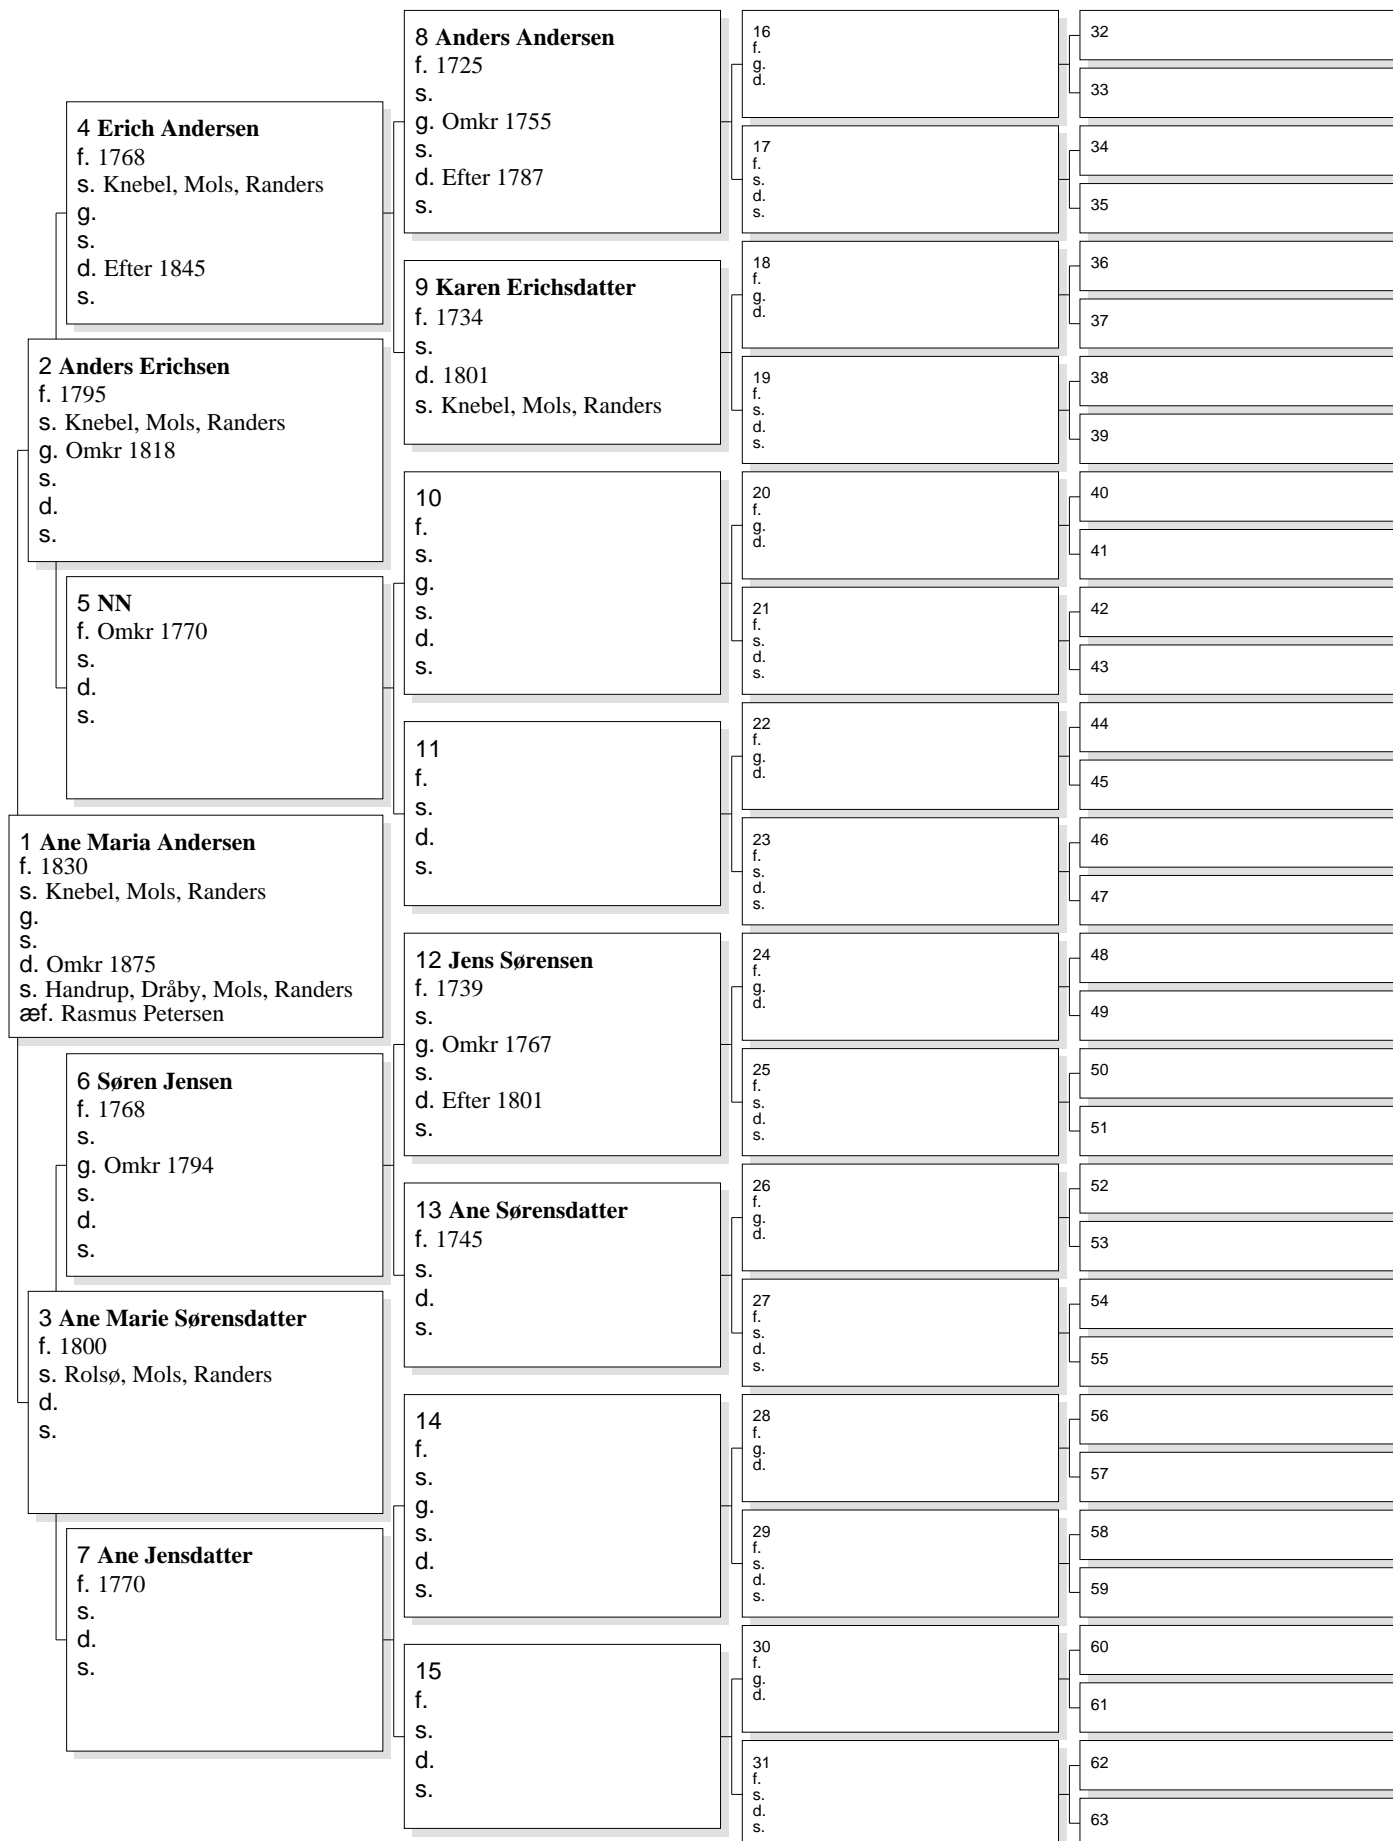 1 Ane Maria Andersen
f. 1830
s. Knebel, Mols, Randers
g.
s.
d. Omkr 1875
s. Handrup, Dråby, Mols, Randers
æf. Rasmus Petersen
2 Anders Erichsen
f. 1795
s. Knebel, Mols, Randers
g. Omkr 1818
s.
d.
s.
3 Ane Marie Sørensdatter
f. 1800
s. Rolsø, Mols, Randers
d.
s.
4 Erich Andersen
f. 1768
s. Knebel, Mols, Randers
g.
s.
d. Efter 1845
s.
5 NN
f. Omkr 1770
s.
d.
s.
6 Søren Jensen
f. 1768
s.
g. Omkr 1794
s.
d.
s.
7 Ane Jensdatter
f. 1770
s.
d.
s.
8 Anders Andersen
f. 1725
s.
g. Omkr 1755
s.
d. Efter 1787
s.
9 Karen Erichsdatter
f. 1734
s.
d. 1801
s. Knebel, Mols, Randers
10
f.
s.
g.
s.
d.
s.
11
f.
s.
d.
s.
12 Jens Sørensen
f. 1739
s.
g. Omkr 1767
s.
d. Efter 1801
s.
13 Ane Sørensdatter
f. 1745
s.
d.
s.
14
f.
s.
g.
s.
d.
s.
15
f.
s.
d.
s.
16
f.
g.
d.
17
f.
s.
d.
s.
18
f.
g.
d.
19
f.
s.
d.
s.
20
f.
g.
d.
21
f.
s.
d.
s.
22
f.
g.
d.
23
f.
s.
d.
s.
24
f.
g.
d.
25
f.
s.
d.
s.
26
f.
g.
d.
27
f.
s.
d.
s.
28
f.
g.
d.
29
f.
s.
d.
s.
30
f.
g.
d.
31
f.
s.
d.
s.
32
33
34
35
36
37
38
39
40
41
42
43
44
45
46
47
48
49
50
51
52
53
54
55
56
57
58
59
60
61
62
63